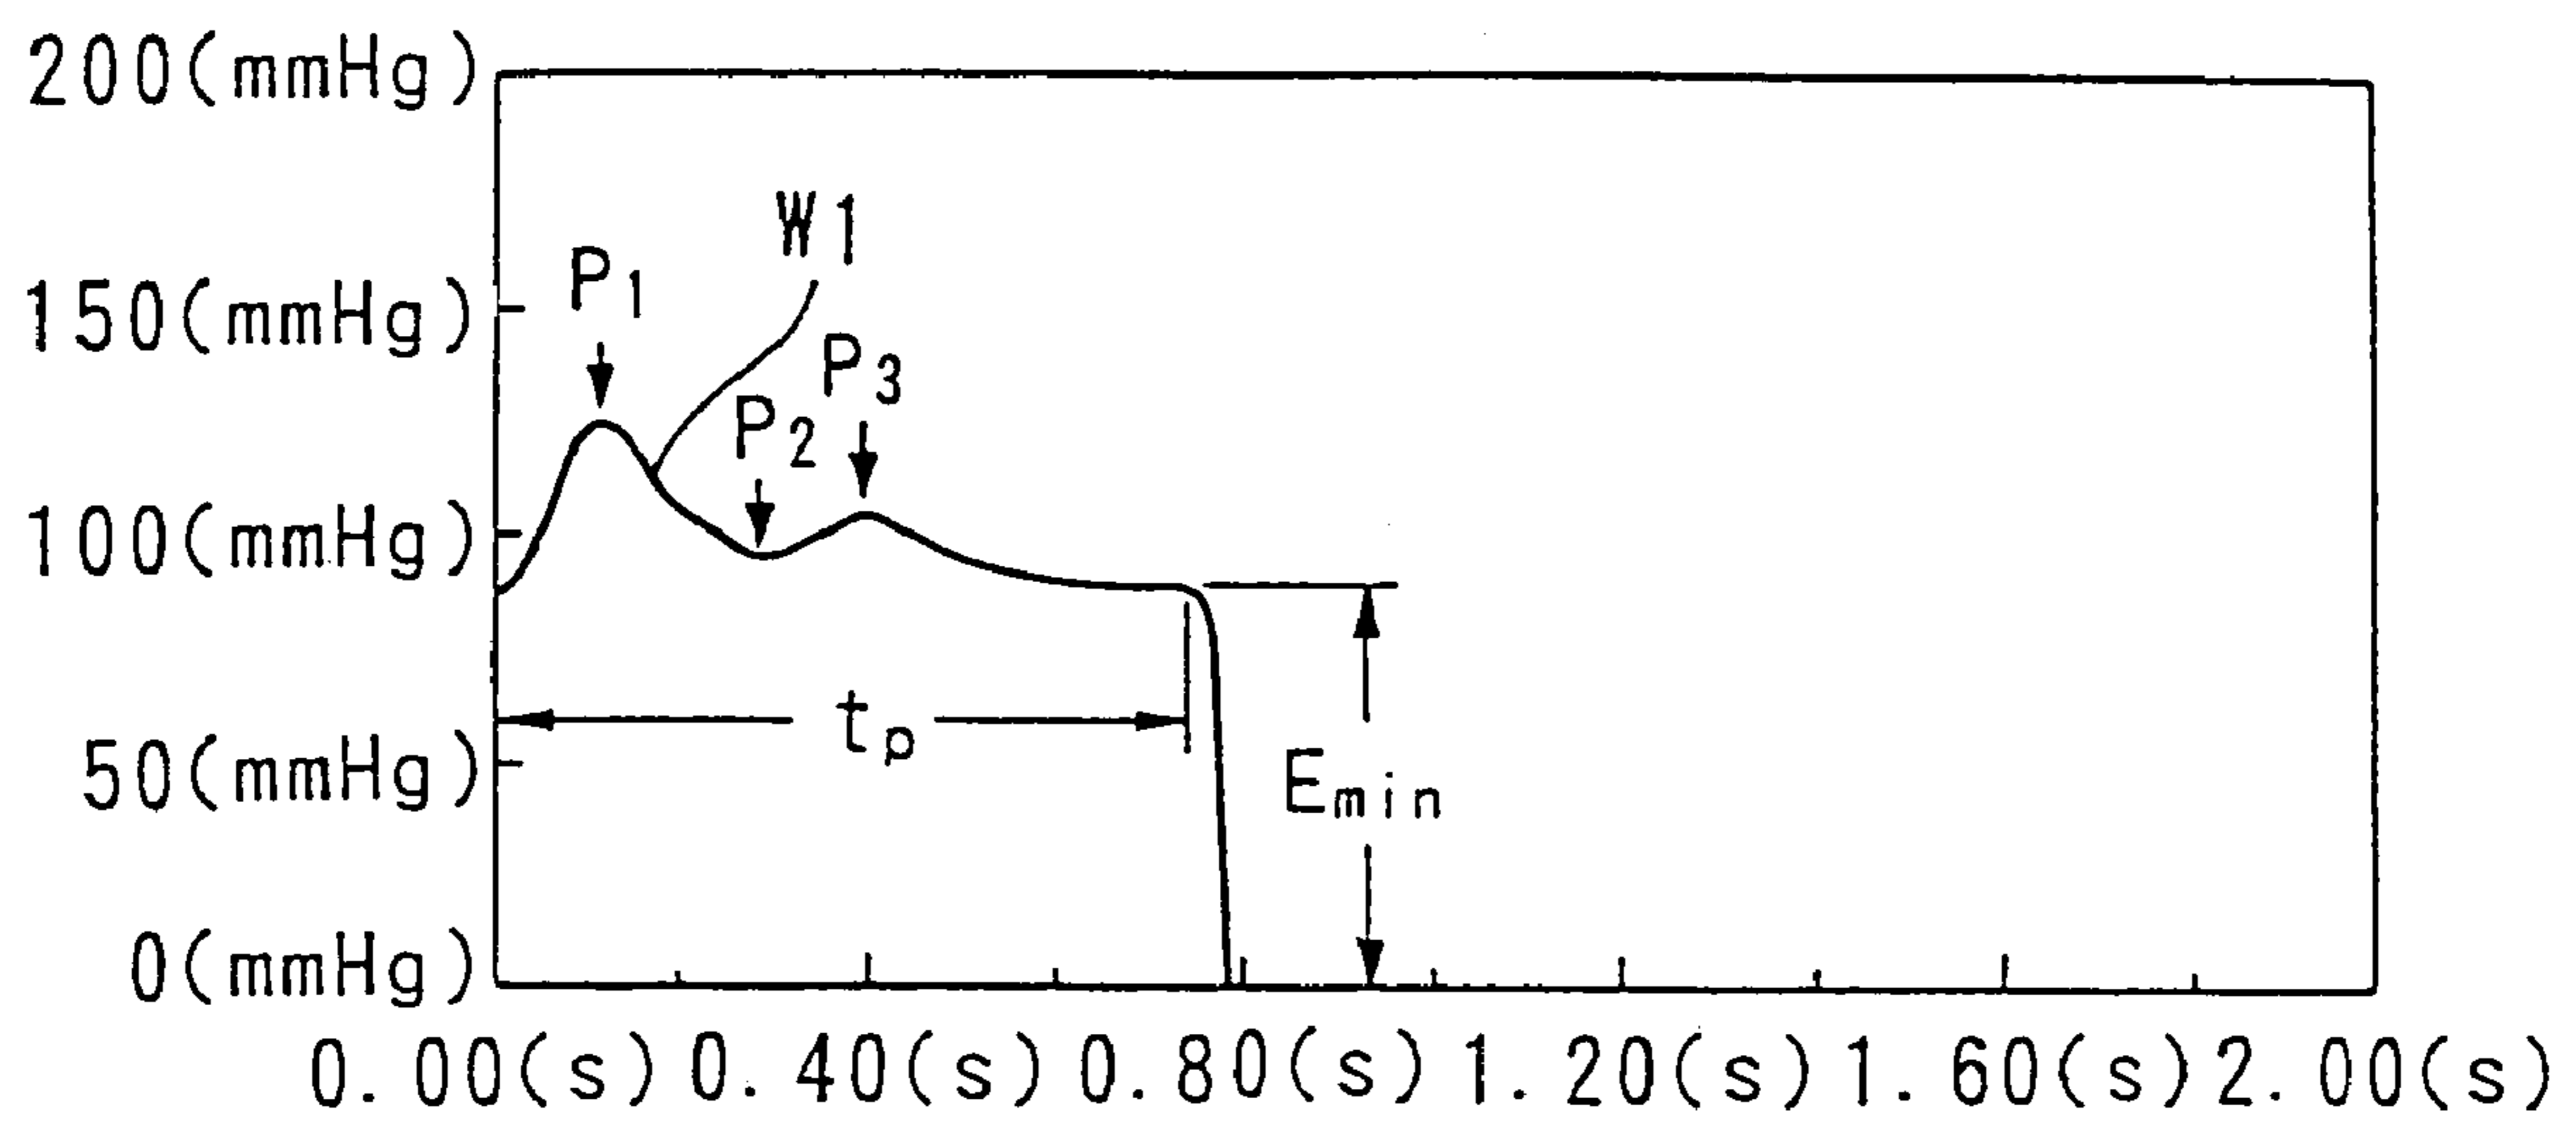 200(mmHg)
W1
P1
150(mmHg)
P3
P2
100(mmHg)
tp
50(mmHg)
Emin
0(mmHg)
0.00(s) 0.40(s) 0.80(s) 1.20(s) 1.60(s) 2.00(s)